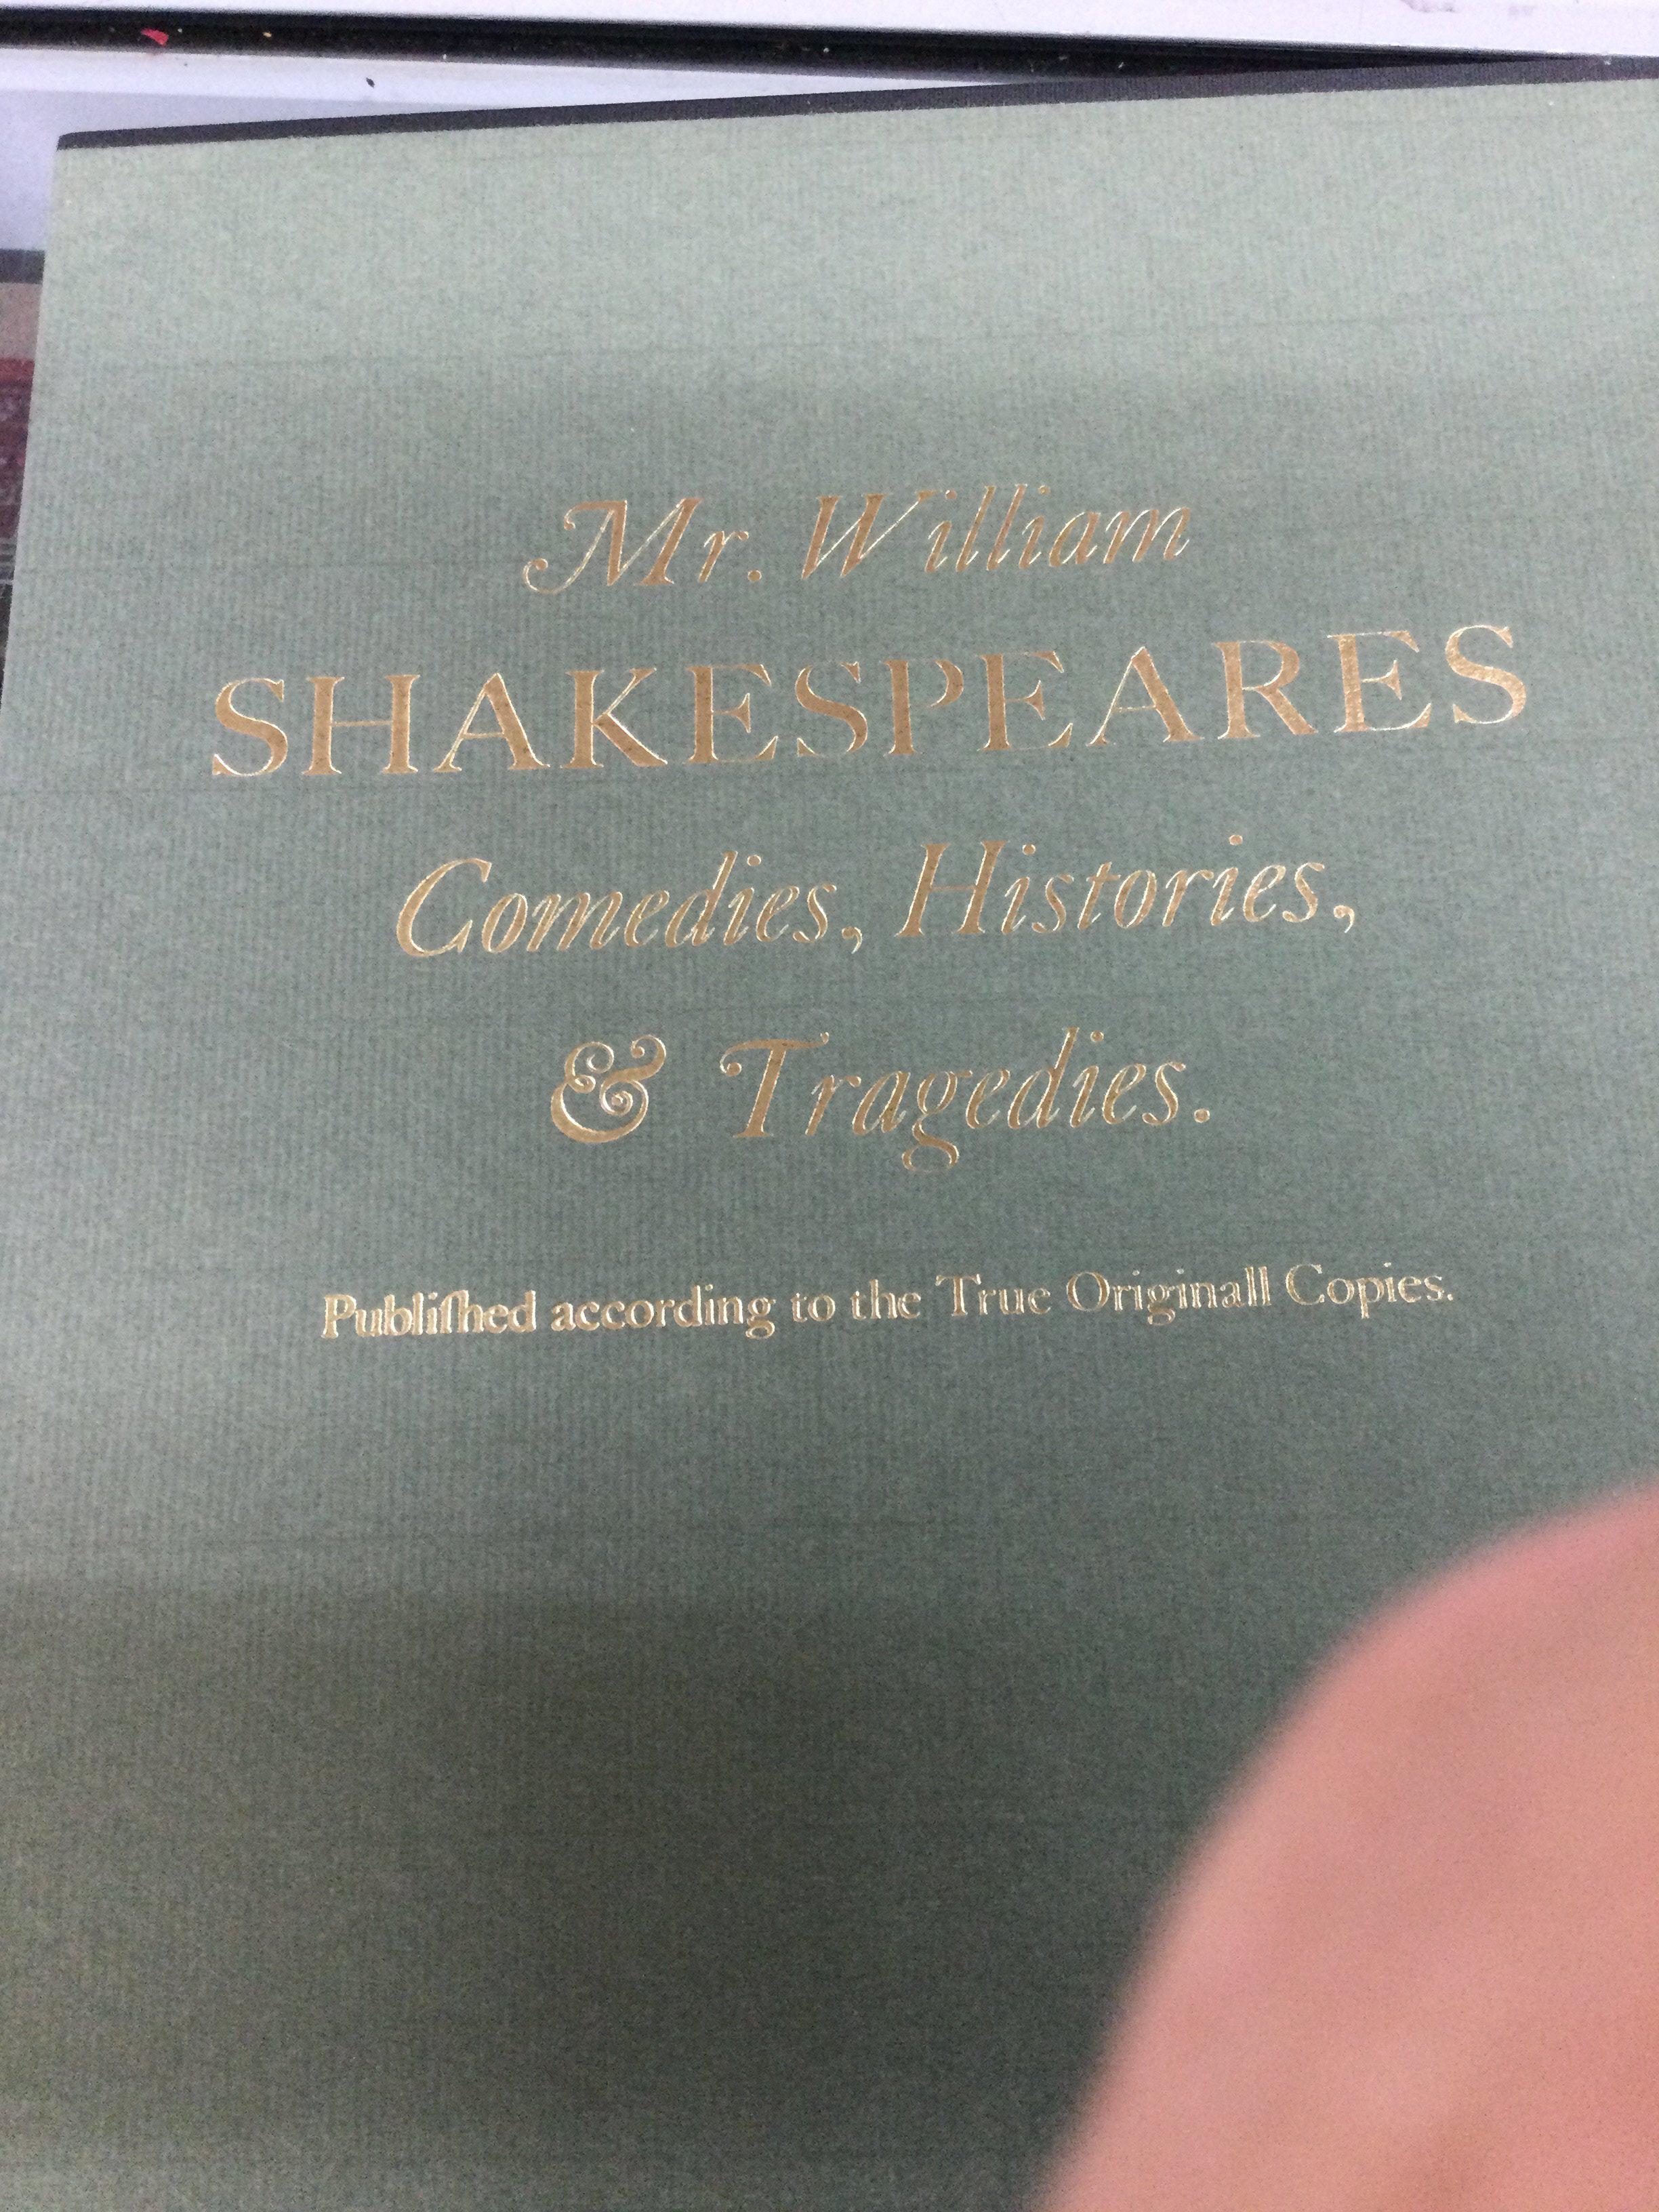 Mr. William
SHAKESPEARES
Comedies, Histories,
& Tragedies.
Publiſhed according to the True Originall Copies.